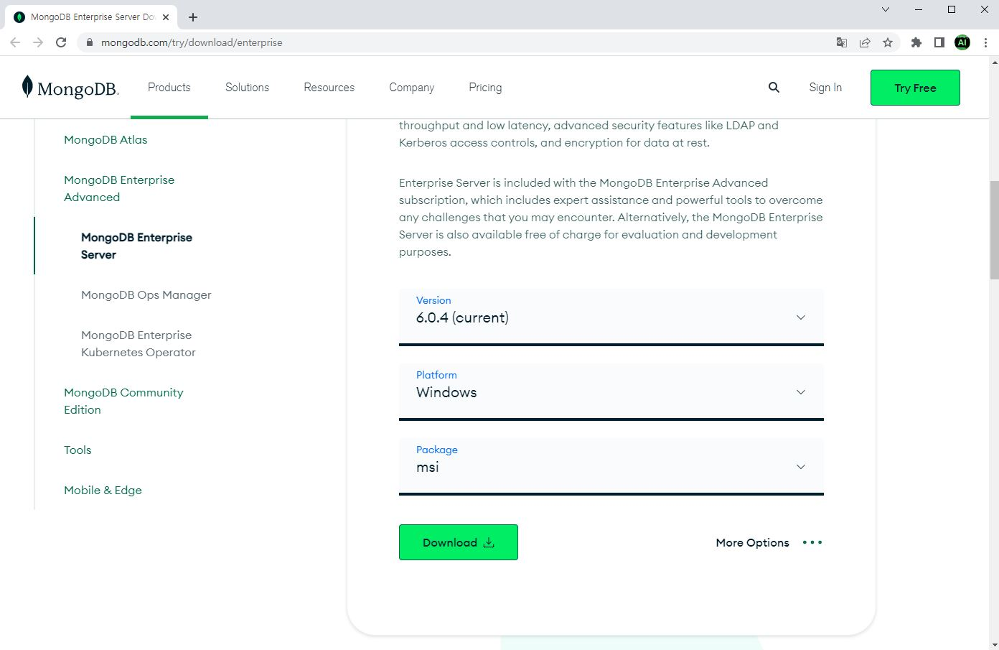 MongoDB Enterprise Server Do
mongodb.com/try/download/enterprise
AI
MongoDB.
Products
Solutions
Resources
Company
Pricing
Sign In
Try Free
MongoDB Atlas
MongoDB Enterprise
Advanced
MongoDB Enterprise
Server
MongoDB Ops Manager
MongoDB Enterprise
Kubernetes Operator
MongoDB Community
Edition
Tools
Mobile & Edge
throughput and low latency, advanced security features like LDAP and
Kerberos access controls, and encryption for data at rest.
Enterprise Server is included with the MongoDB Enterprise Advanced
subscription, which includes expert assistance and powerful tools to overcome
any challenges that you may encounter. Alternatively, the MongoDB Enterprise
Server is also available free of charge for evaluation and development
purposes.
Version
6.0.4 (current)
Platform
Windows
Package
msi
Download
More Options